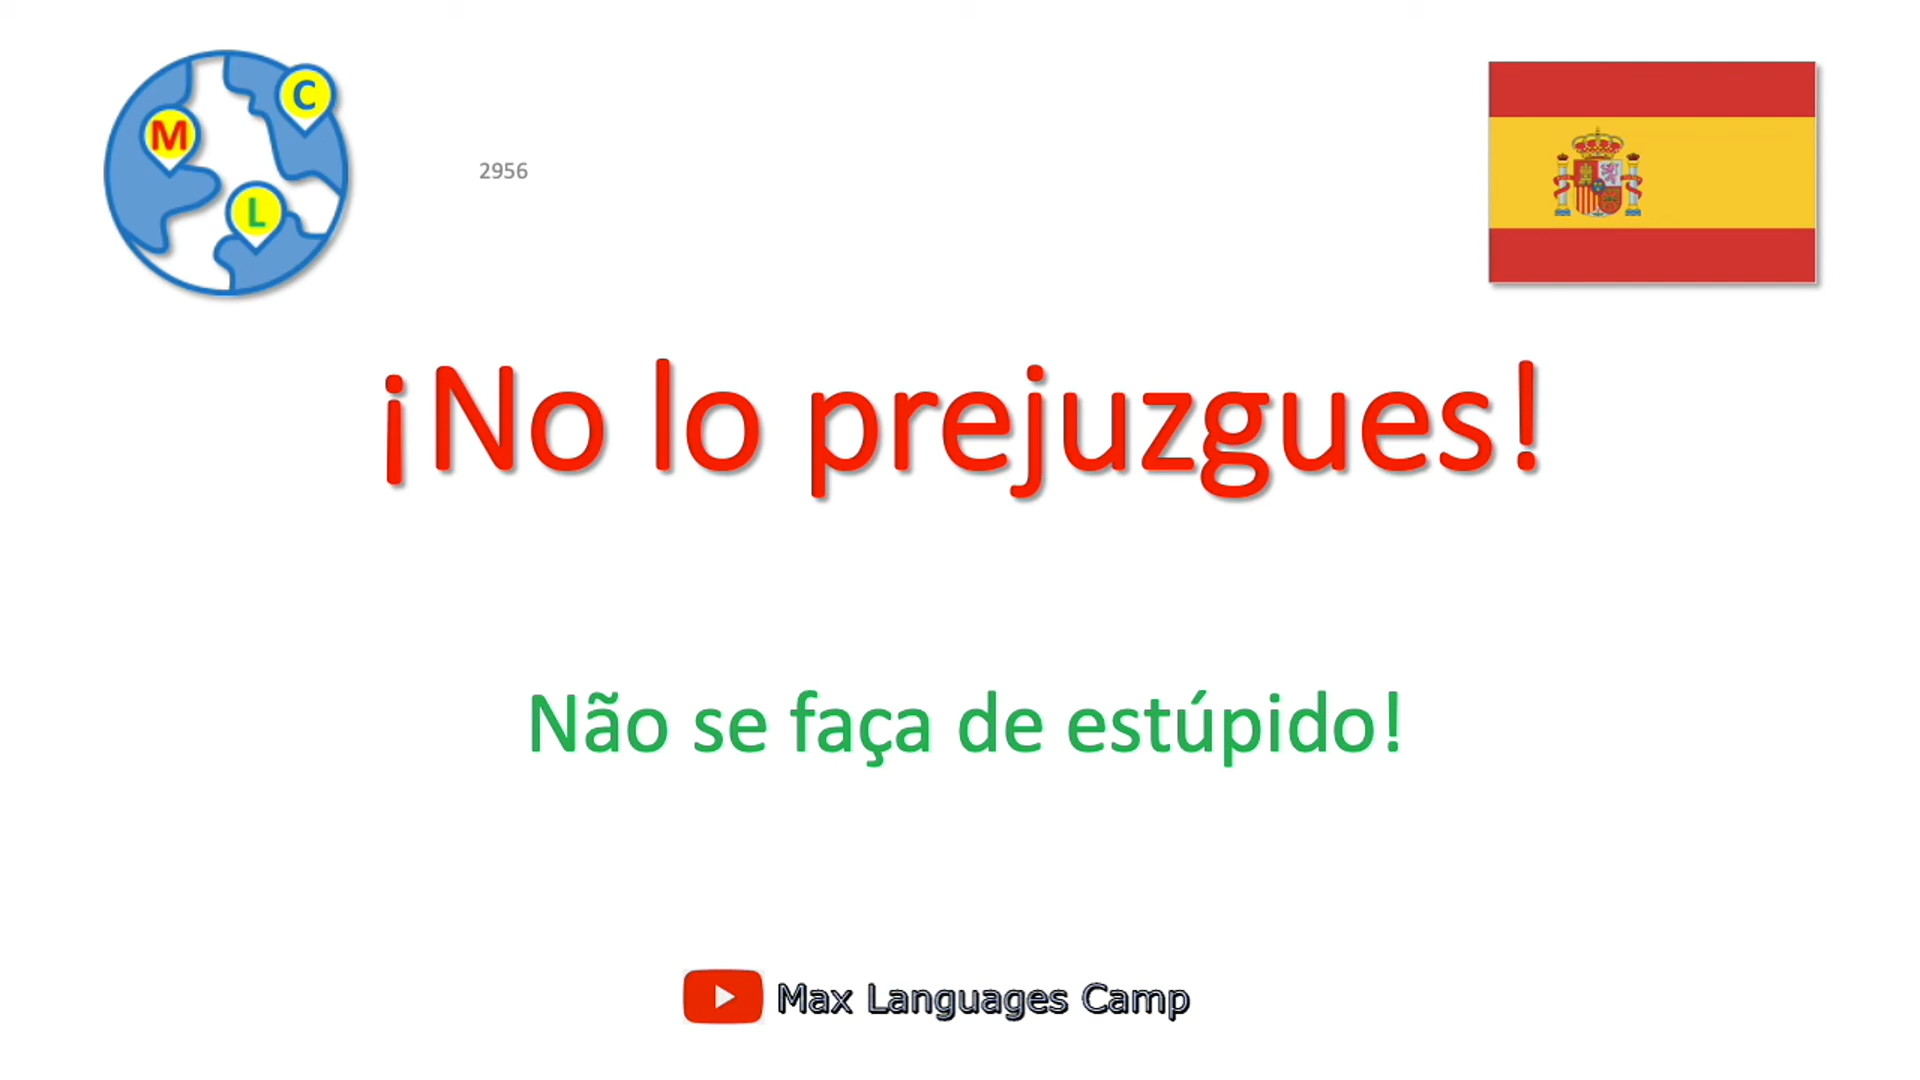 M
C
L
2956
¡No lo prejuzgues!
Não se faça de estúpido!
Max Languages Camp